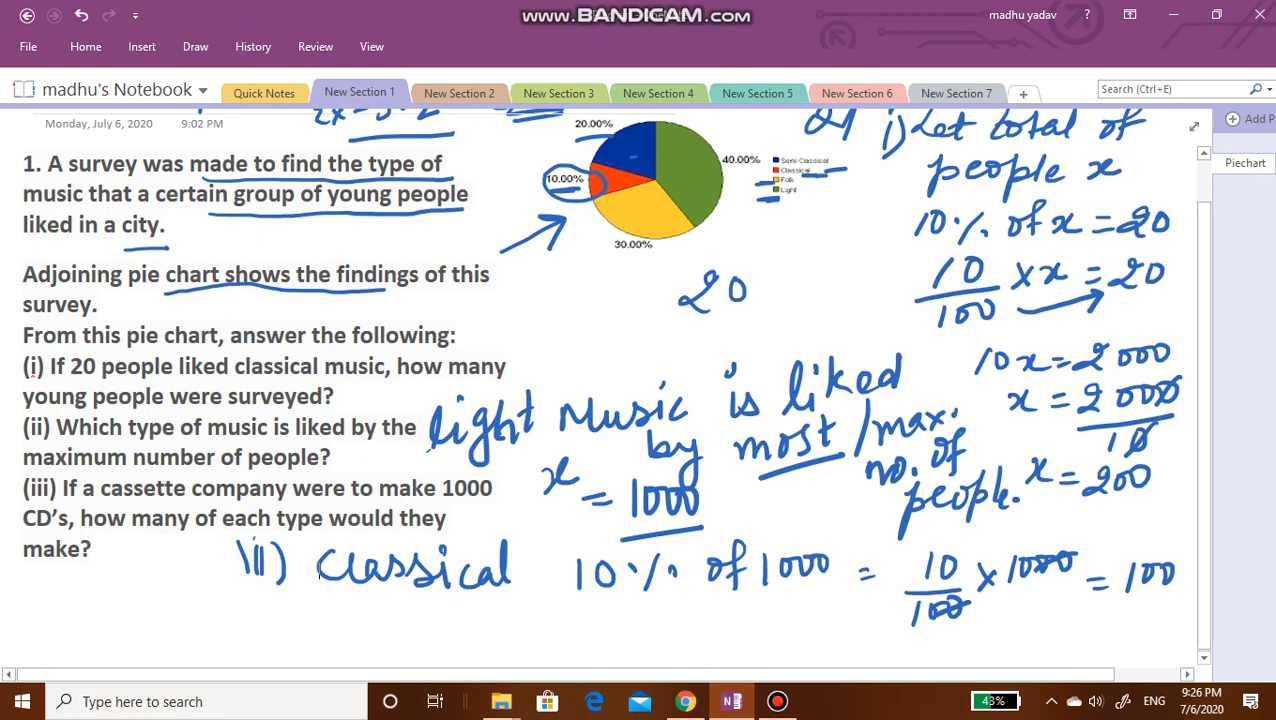 www.BANDICAM.com
madhu yadav
File Home Insert Draw History Review View
madhu's Notebook Quick Notes New Section 1 New Section 2 New Section 3 New Section 4 New Section 5 New Section 6 New Section 7
Search (Ctrl+E)
Add P
Piechart
Monday, July 6, 2020 9:02 PM
1. A survey was made to find the type of
music that a certain group of young people
liked in a city.
Adjoining pie chart shows the findings of this
survey.
From this pie chart, answer the following:
(i) If 20 people liked classical music, how many
young people were surveyed?
(ii) Which type of music is liked by the
maximum number of people?
(iii) If a cassette company were to make 1000
CD's, how many of each type would they
make?
20.00%
40.00%
10.00%
30.00%
Semi Classical
Classical
Folk
Light
20
i) Let total of
people x
10% of x = 20
10/100 × x = 20
10x = 2000
x = 2000/10
x = 200
Light Music is liked
by most/max.
no. of
people.
x = 1000
iii) Classical 10% of 1000 = 10/100 × 1000 = 100
Type here to search
43%
ENG
9:26 PM
7/6/2020